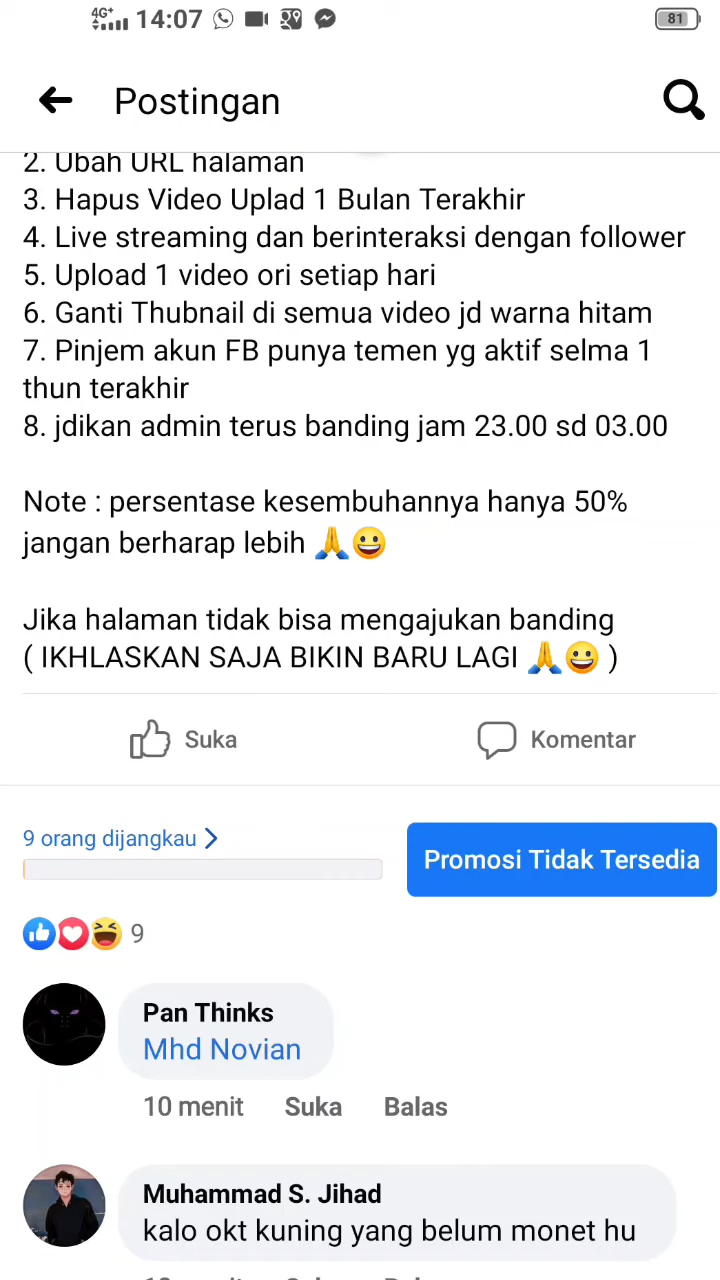 4G+ 14:07 81
Postingan
2. Ubah URL halaman
3. Hapus Video Uplad 1 Bulan Terakhir
4. Live streaming dan berinteraksi dengan follower
5. Upload 1 video ori setiap hari
6. Ganti Thubnail di semua video jd warna hitam
7. Pinjem akun FB punya temen yg aktif selma 1
thun terakhir
8. jdikan admin terus banding jam 23.00 sd 03.00
Note : persentase kesembuhannya hanya 50%
jangan berharap lebih 🙏😀
Jika halaman tidak bisa mengajukan banding
( IKHLASKAN SAJA BIKIN BARU LAGI 🙏😀 )
Suka Komentar
9 orang dijangkau
Promosi Tidak Tersedia
9
Pan Thinks
Mhd Novian
10 menit Suka Balas
Muhammad S. Jihad
kalo okt kuning yang belum monet hu